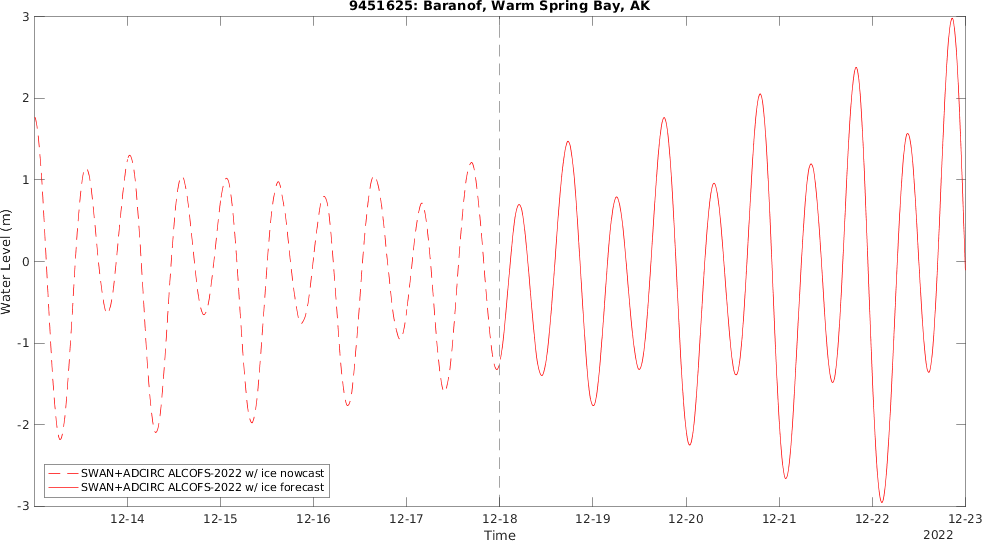 9451625: Baranof, Warm Spring Bay, AK
3
2
1
0
-1
-2
-3
Water Level (m)
SWAN+ADCIRC ALCOFS-2022 w/ ice nowcast
SWAN+ADCIRC ALCOFS-2022 w/ ice forecast
12-14 12-15 12-16 12-17 12-18 12-19 12-20 12-21 12-22 12-23
Time
2022